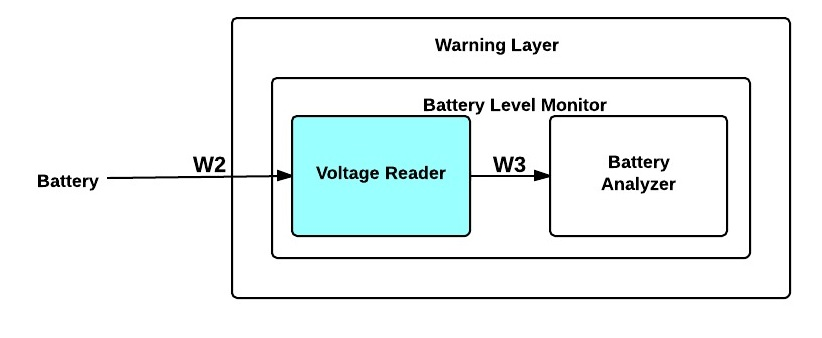 Warning Layer
Battery Level Monitor
Battery
W2
Voltage Reader
W3
Battery
Analyzer